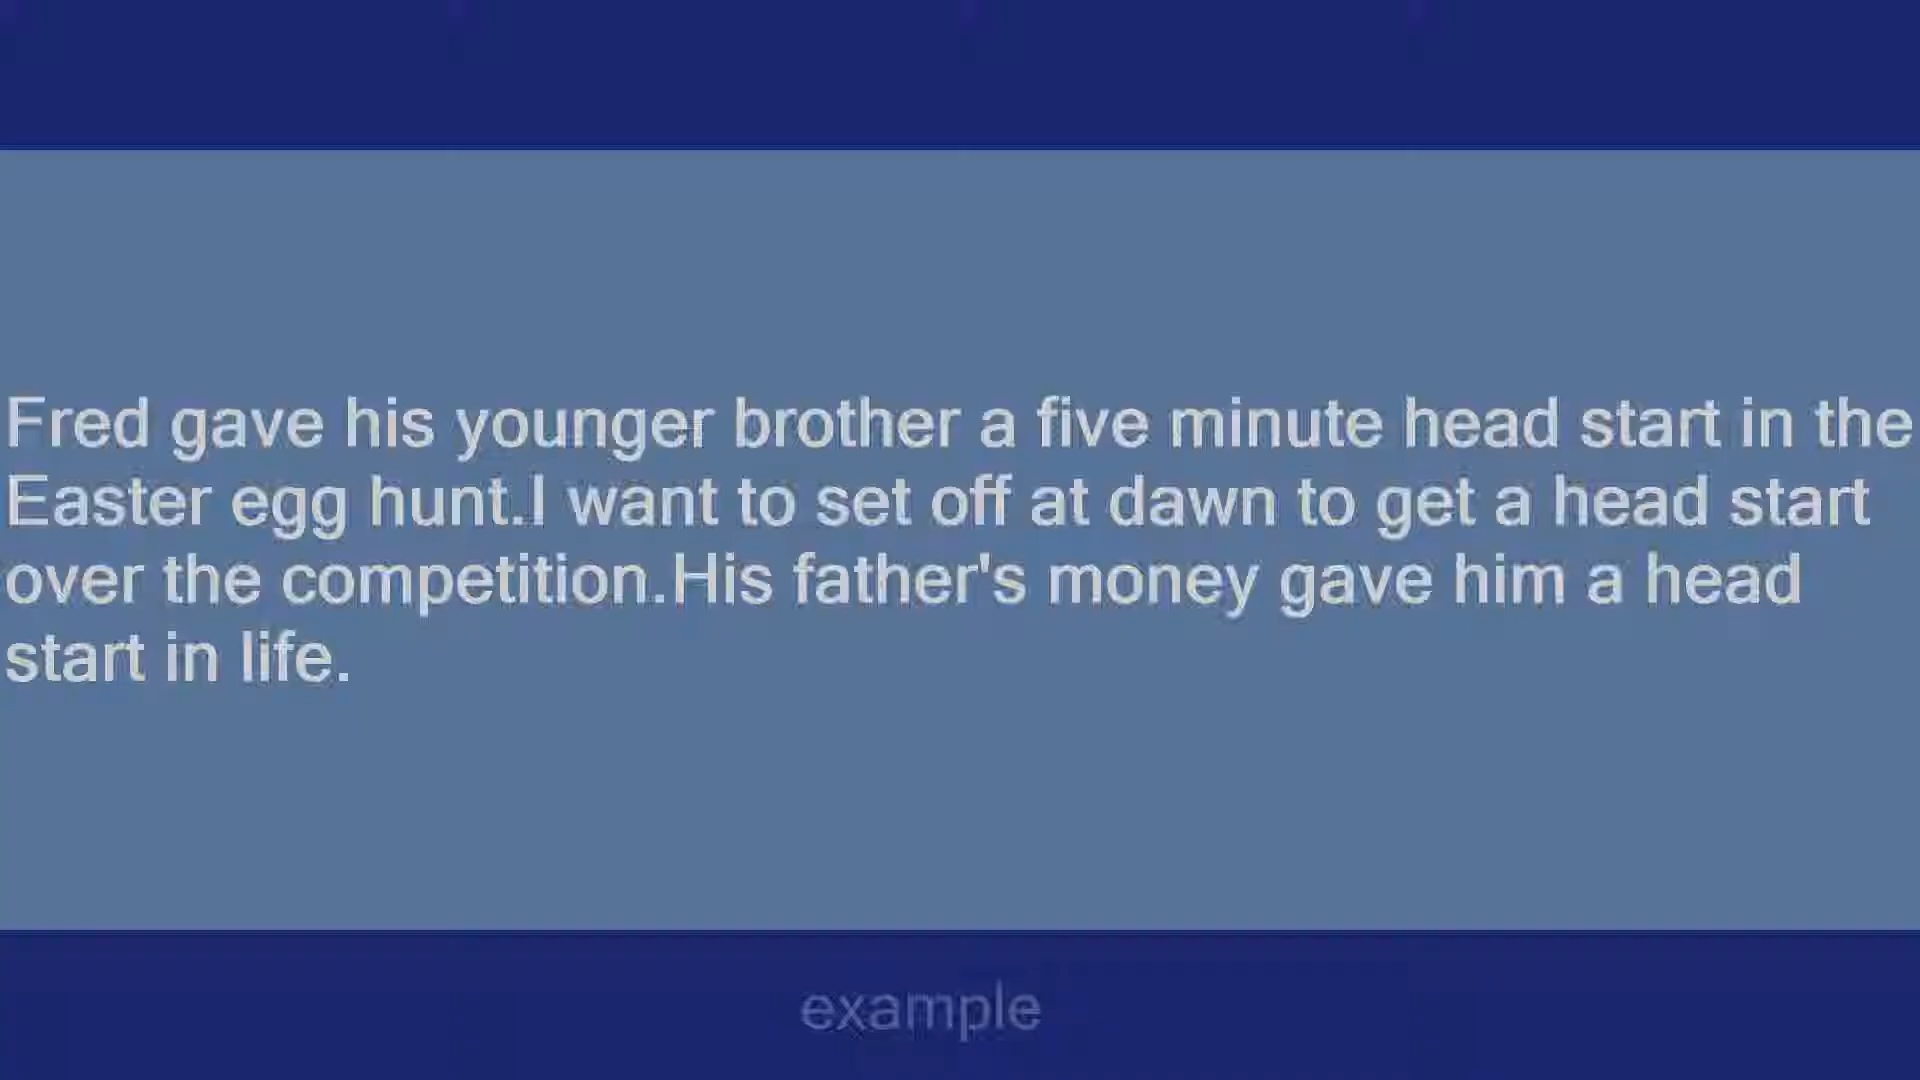 Fred gave his younger brother a five minute head start in the
Easter egg hunt.I want to set off at dawn to get a head start
over the competition.His father's money gave him a head
start in life.
example